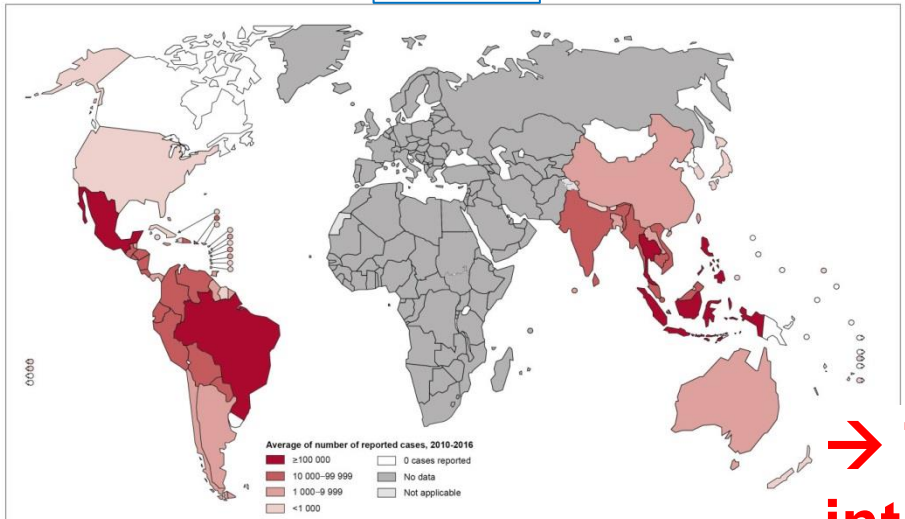 Average of number of reported cases, 2010-2016
≥100 000
10 000–99 999
1 000–9 999
<1 000
0 cases reported
No data
Not applicable
→